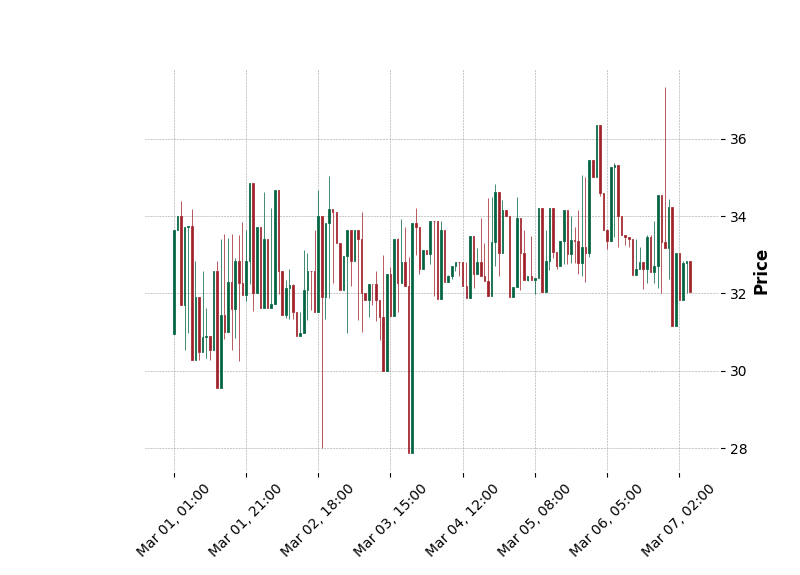 36
34
32
30
28
Price
Mar 01, 01:00
Mar 01, 21:00
Mar 02, 18:00
Mar 03, 15:00
Mar 04, 12:00
Mar 05, 08:00
Mar 06, 05:00
Mar 07, 02:00